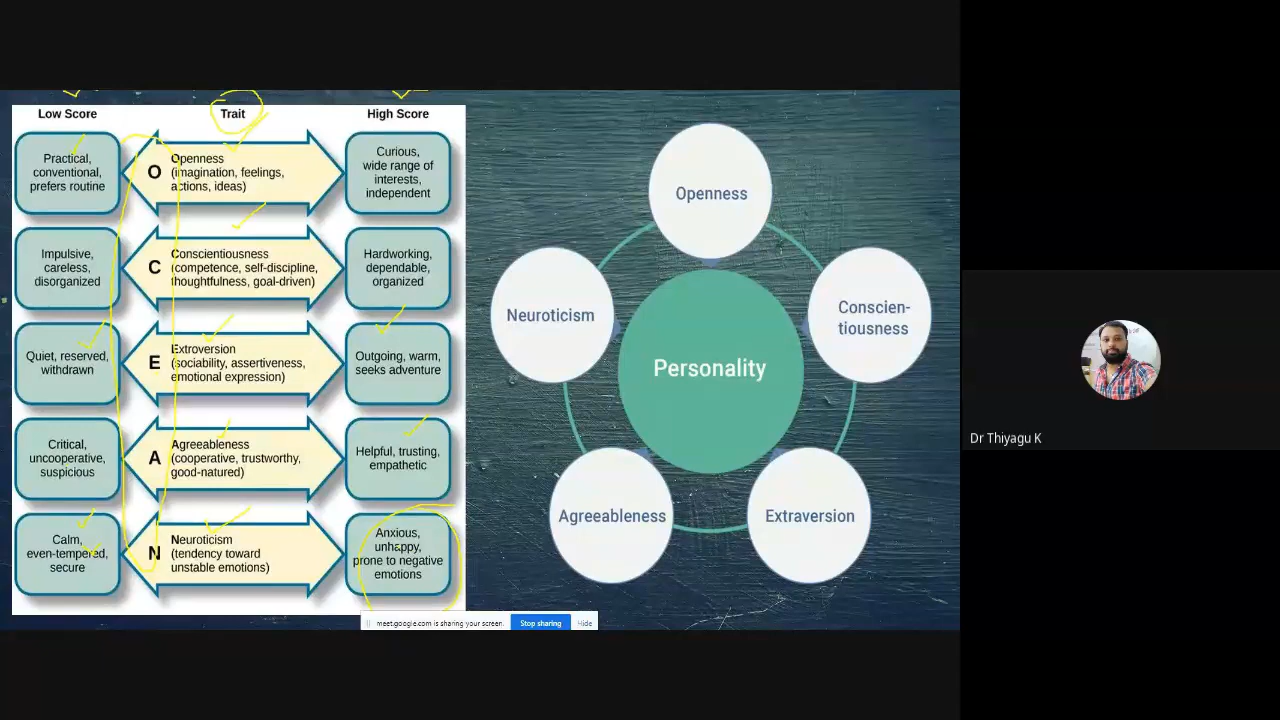 Low Score
Trait
High Score
Practical,
conventional,
prefers routine
O
Openness
(imagination, feelings,
actions, ideas)
Curious,
wide range of
interests,
independent
Impulsive,
careless,
disorganized
C
Conscientiousness
(competence, self-discipline,
thoughtfulness, goal-driven)
Hardworking,
dependable,
organized
Quiet, reserved,
withdrawn
E
Extroversion
(sociability, assertiveness,
emotional expression)
Outgoing, warm,
seeks adventure
Critical,
uncooperative,
suspicious
A
Agreeableness
(cooperative, trustworthy,
good-natured)
Helpful, trusting,
empathetic
Calm,
even-tempered,
secure
N
Neuroticism
(tendency toward
unstable emotions)
Anxious,
unhappy,
prone to negative
emotions
Openness
Neuroticism
Conscien-
tiousness
Personality
Agreeableness
Extraversion
meet.google.com is sharing your screen.
Stop sharing
Hide
Dr Thiyagu K